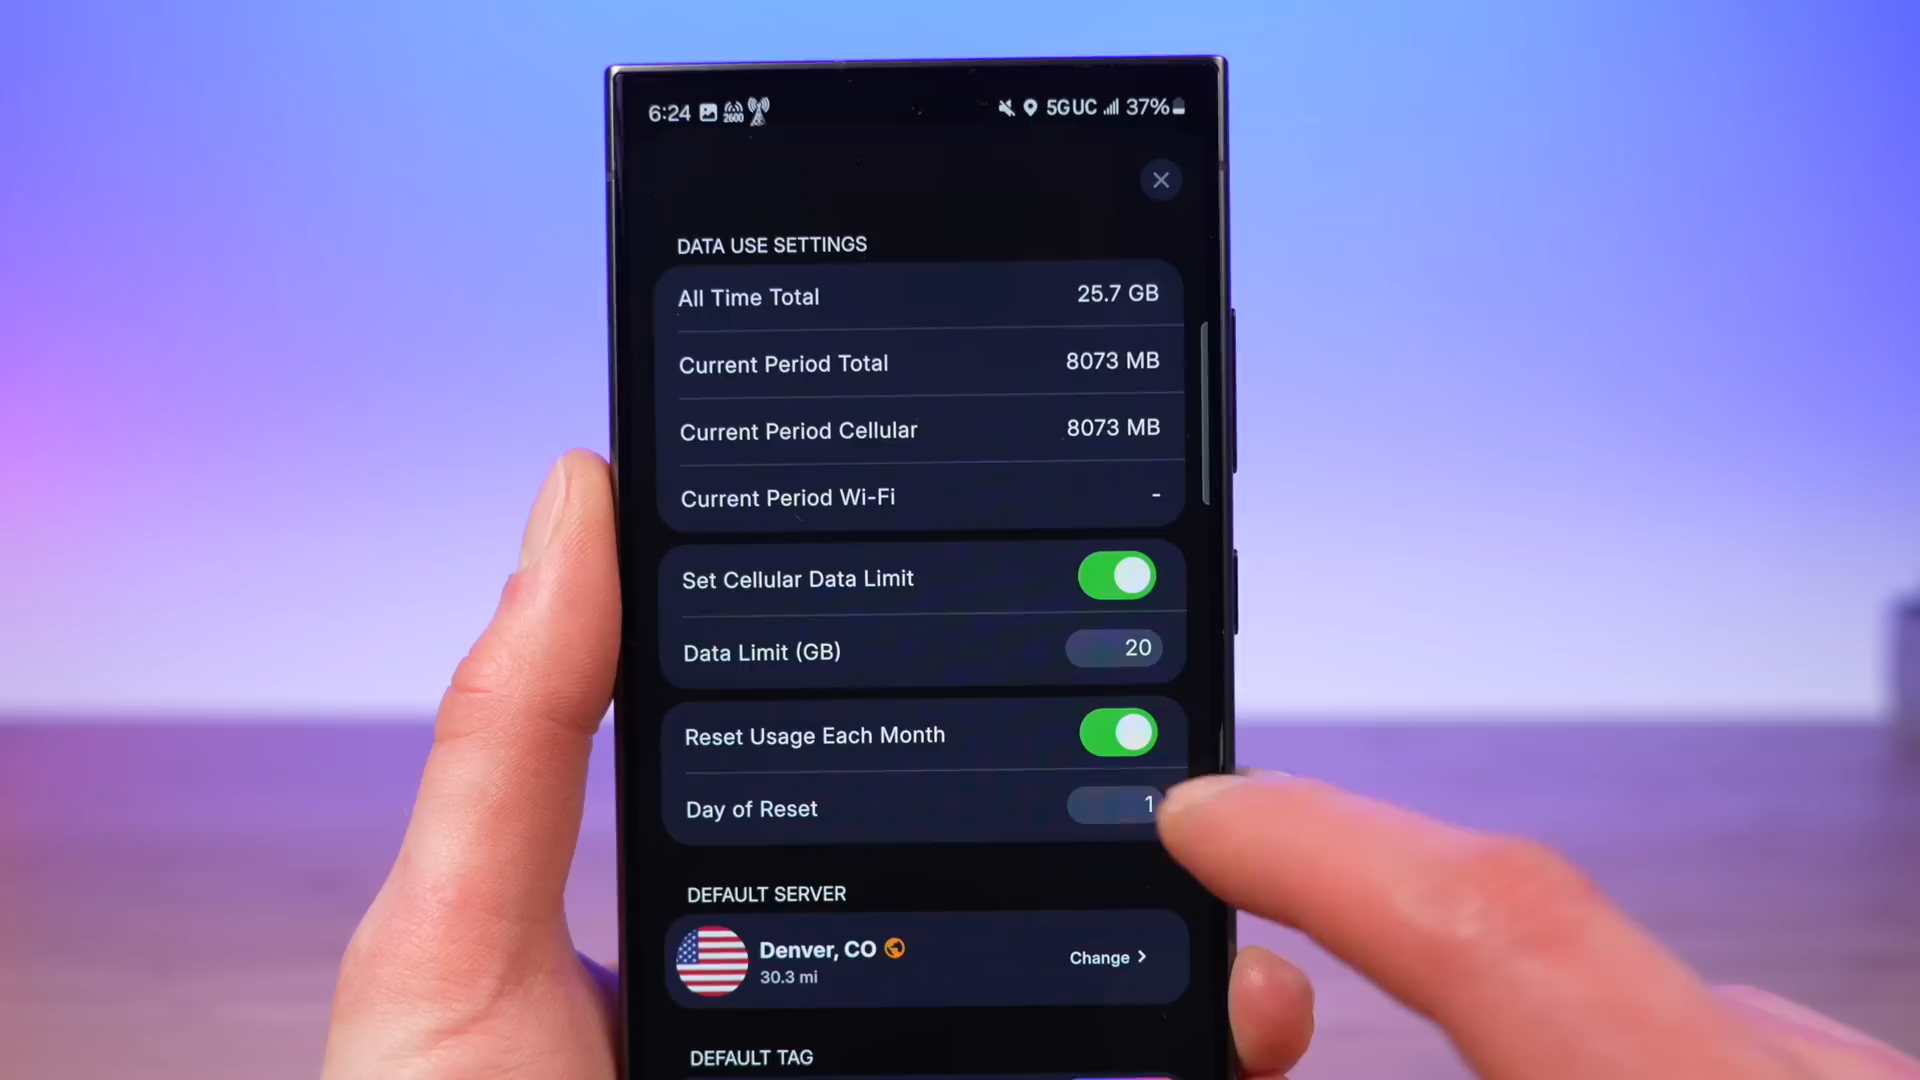 6:24 2600 5GUC 37%
DATA USE SETTINGS
All Time Total 25.7 GB
Current Period Total 8073 MB
Current Period Cellular 8073 MB
Current Period Wi-Fi -
Set Cellular Data Limit
Data Limit (GB) 20
Reset Usage Each Month
Day of Reset 1
DEFAULT SERVER
Denver, CO
30.3 mi
Change >
DEFAULT TAG